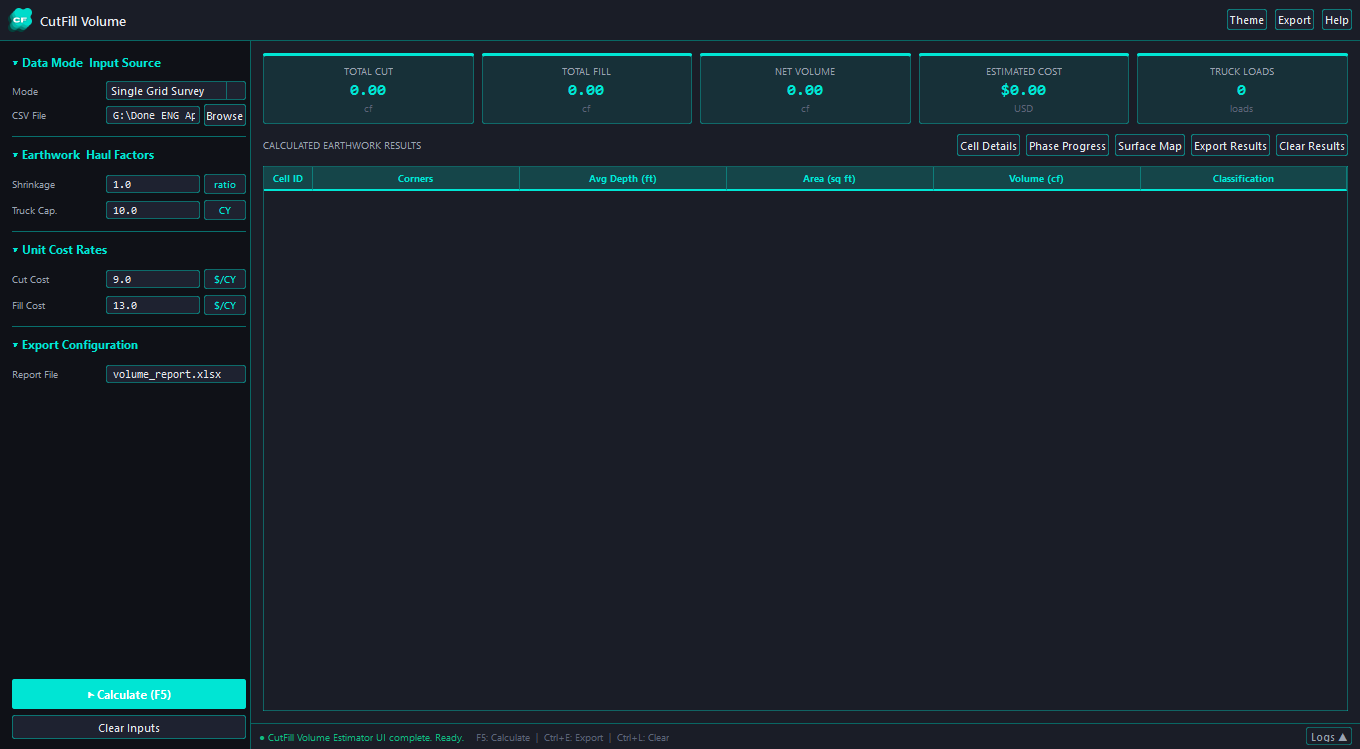 CF CutFill Volume
Theme Export Help
▾ Data Mode Input Source
Mode Single Grid Survey
CSV File G:\Done ENG Ap Browse
▾ Earthwork Haul Factors
Shrinkage 1.0 ratio
Truck Cap. 10.0 CY
▾ Unit Cost Rates
Cut Cost 9.0 $/CY
Fill Cost 13.0 $/CY
▾ Export Configuration
Report File volume_report.xlsx
▸ Calculate (F5)
Clear Inputs
TOTAL CUT
0.00
cf
TOTAL FILL
0.00
cf
NET VOLUME
0.00
cf
ESTIMATED COST
$0.00
USD
TRUCK LOADS
0
loads
CALCULATED EARTHWORK RESULTS
Cell Details Phase Progress Surface Map Export Results Clear Results
Cell ID Corners Avg Depth (ft) Area (sq ft) Volume (cf) Classification
● CutFill Volume Estimator UI complete. Ready. F5: Calculate | Ctrl+E: Export | Ctrl+L: Clear
Logs ▲